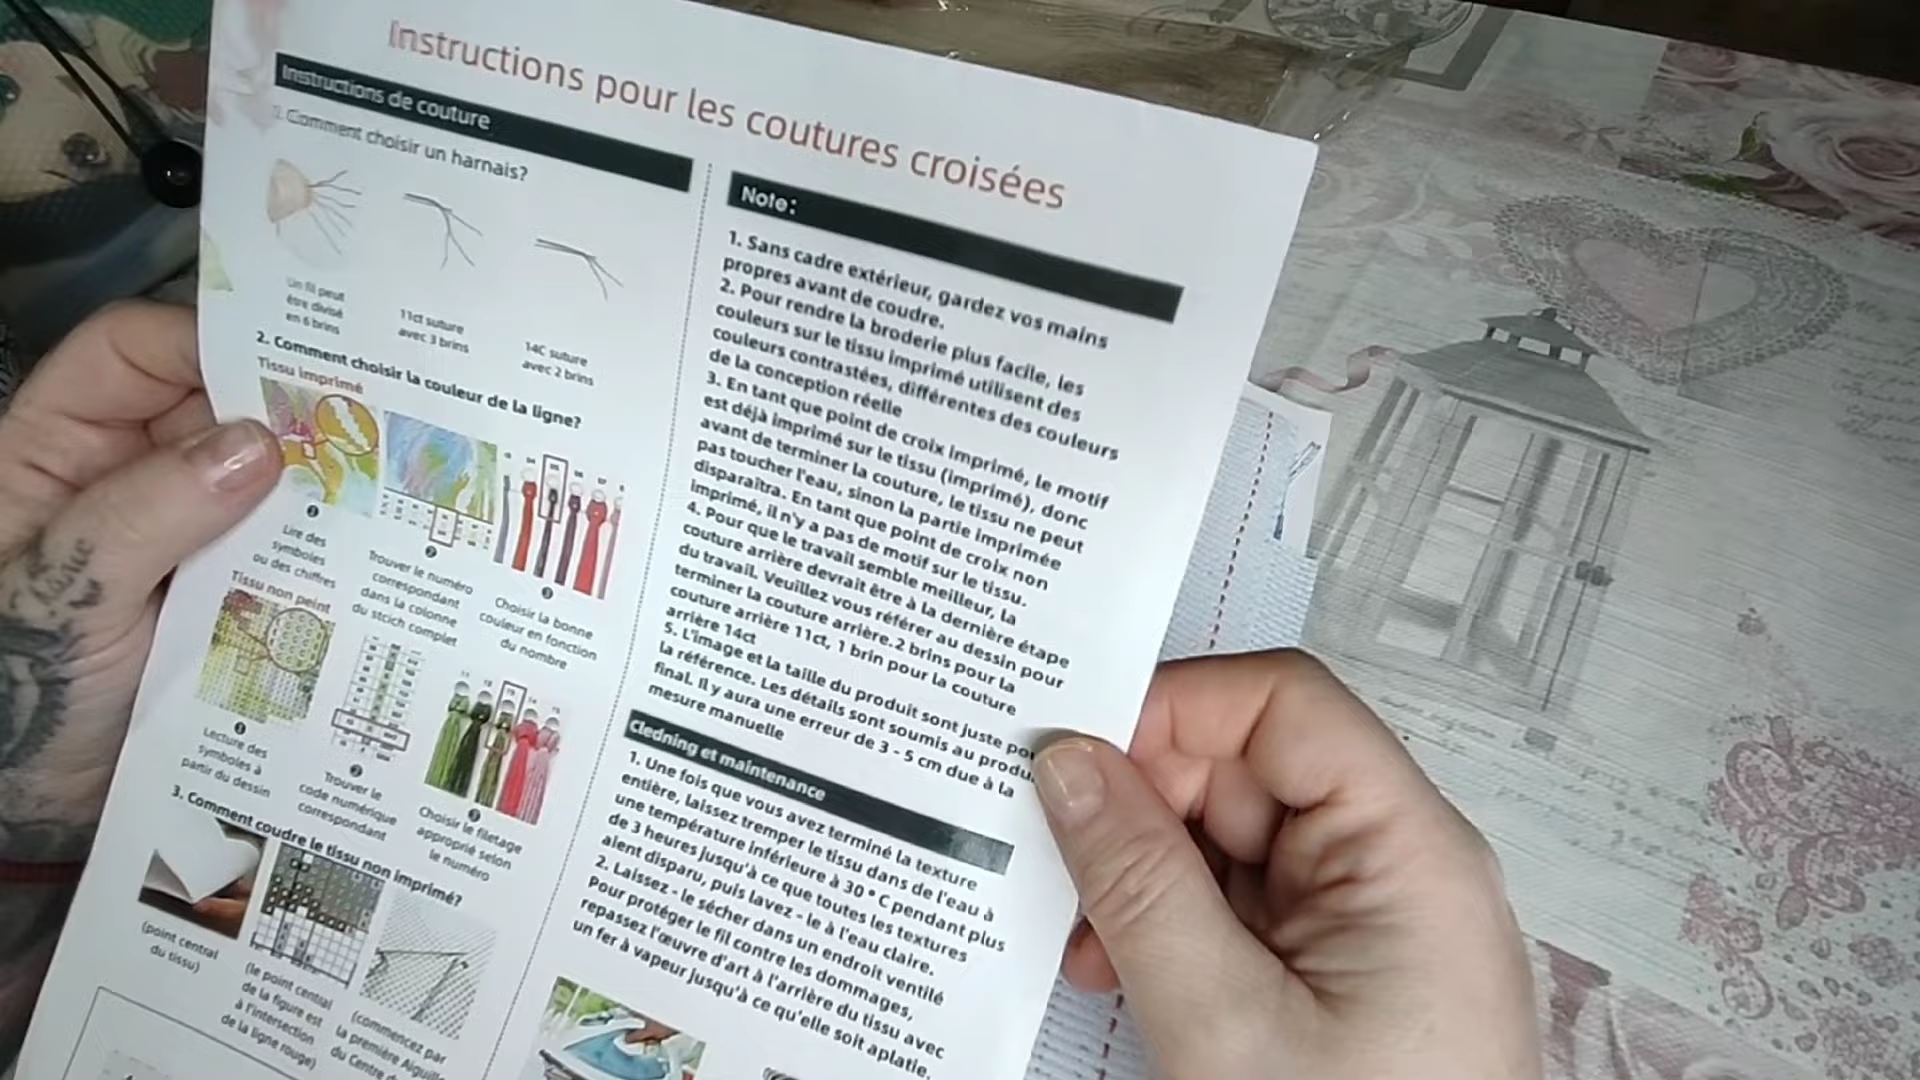 Instructions pour les coutures croisées
Instructions de couture
Comment choisir un harnais?
Un fil peut
être divisé
en 6 brins
11ct suture
avec 3 brins
14C suture
avec 2 brins
2. Comment choisir la couleur de la ligne?
Tissu imprimé
Lire des
symboles
ou des chiffres
Trouver le numéro
correspondant
dans la colonne
du stcich complet
Choisir la bonne
couleur en fonction
du nombre
Tissu non peint
Lecture des
symboles à
partir du dessin
Trouver le
code numérique
correspondant
Choisir le filetage
approprié selon
le numéro
3. Comment coudre le tissu non imprimé?
(point central
du tissu)
(le point central
de la figure est
à l'intersection
de la ligne rouge)
(commencez par
la première Aiguille
du Centre
Note:
1. Sans cadre extérieur, gardez vos mains
propres avant de coudre.
2. Pour rendre la broderie plus facile, les
couleurs sur le tissu imprimé utilisent des
couleurs contrastées, différentes des couleurs
de la conception réelle
3. En tant que point de croix imprimé, le motif
est déjà imprimé sur le tissu (imprimé), donc
avant de terminer la couture, le tissu ne peut
pas toucher l'eau, sinon la partie imprimée
disparaîtra. En tant que point de croix non
imprimé, il n'y a pas de motif sur le tissu.
4. Pour que le travail semble meilleur, la
couture arrière devrait être à la dernière étape
du travail. Veuillez vous référer au dessin pour
terminer la couture arrière.2 brins pour la
couture arrière 11ct, 1 brin pour la couture
arrière 14ct
5. L'image et la taille du produit sont juste
la référence. Les détails sont soumis au
final. Il y aura une erreur de 3 - 5 cm due à la
mesure manuelle
Cledning et maintenance
1. Une fois que vous avez terminé la texture
entière, laissez tremper le tissu dans de l'eau à
une température inférieure à 30 ° C pendant plus
de 3 heures jusqu'à ce que toutes les textures
aient disparu, puis lavez - le à l'eau claire.
2. Laissez - le sécher dans un endroit ventilé
Pour protéger le fil contre les dommages,
repassez l'œuvre d'art à l'arrière du tissu avec
un fer à vapeur jusqu'à ce qu'elle soit aplatie.